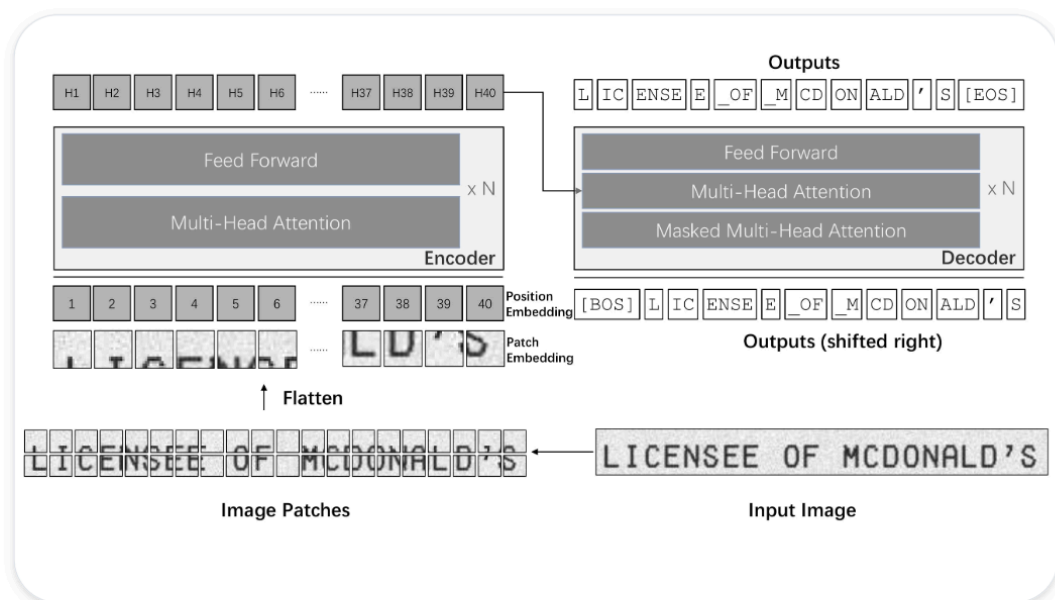 Outputs
H1 H2 H3 H4 H5 H6 ...... H37 H38 H39 H40
L IC ENSE E _OF _M CD ON ALD ' S [EOS]
Feed Forward
Multi-Head Attention
x N
Encoder
Feed Forward
Multi-Head Attention
Masked Multi-Head Attention
x N
Decoder
1 2 3 4 5 6 ...... 37 38 39 40
Position
Embedding
[BOS] L IC ENSE E _OF _M CD ON ALD ' S
...... LD'S
Patch
Embedding
Outputs (shifted right)
Flatten
LICENSEE OF MCDONALD'S
LICENSEE OF MCDONALD'S
Image Patches
Input Image